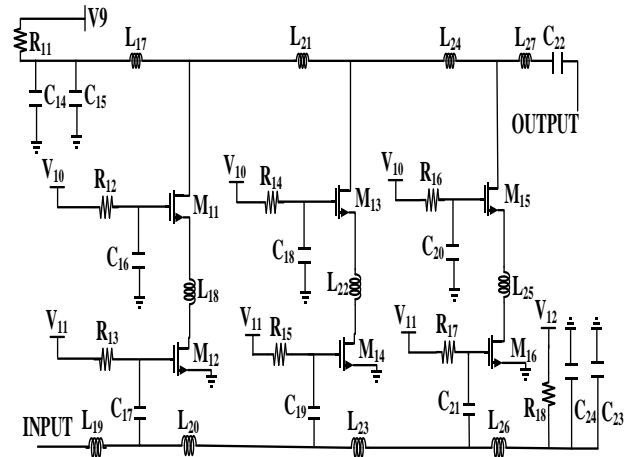 V9
R11
L17
L21
L24
L27
C22
C14
C15
OUTPUT
V10
R12
M11
V10
R14
M13
V10
R16
M15
C16
C18
C20
L18
L22
L25
V12
V11
R13
M12
V11
R15
M14
V11
R17
M16
C17
C19
C21
R18
C24
C23
INPUT
L19
L20
L23
L26